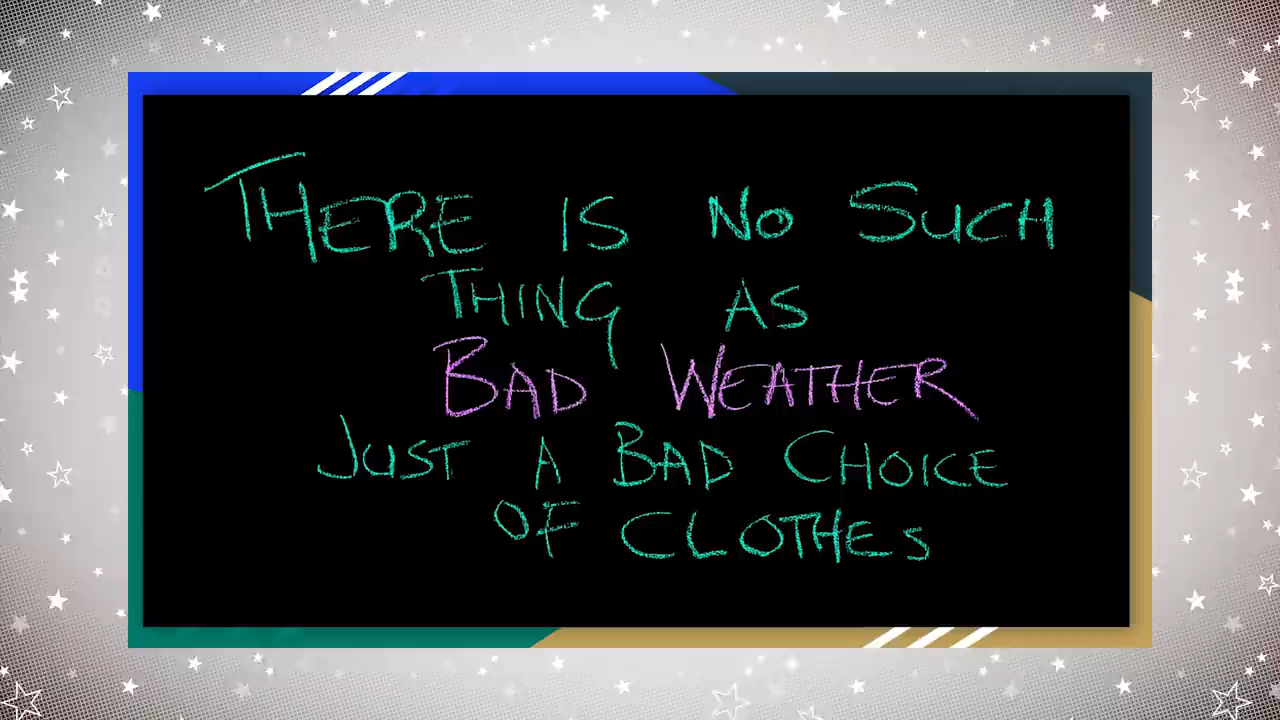 THERE IS NO SUCH
THING AS
BAD WEATHER
JUST A BAD CHOICE
OF CLOTHES